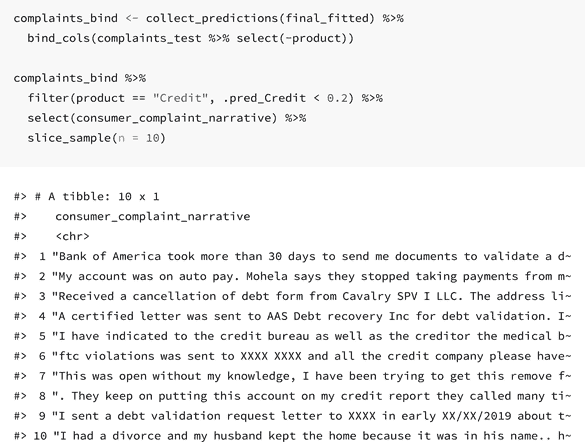 complaints_bind <- collect_predictions(final_fitted) %>%
  bind_cols(complaints_test %>% select(-product))

complaints_bind %>%
  filter(product == "Credit", .pred_Credit < 0.2) %>%
  select(consumer_complaint_narrative) %>%
  slice_sample(n = 10)

#> # A tibble: 10 x 1
#>    consumer_complaint_narrative
#>    <chr>
#>  1 "Bank of America took more than 30 days to send me documents to validate a d~
#>  2 "My account was on auto pay. Mohela says they stopped taking payments from m~
#>  3 "Received a cancellation of debt form from Cavalry SPV I LLC. The address li~
#>  4 "A certified letter was sent to AAS Debt recovery Inc for debt validation. I~
#>  5 "I have indicated to the credit bureau as well as the creditor the medical b~
#>  6 "ftc violations was sent to XXXX XXXX and all the credit company please have~
#>  7 "This was open without my knowledge, I have been trying to get this remove f~
#>  8 ". They keep on putting this account on my credit report they called many ti~
#>  9 "I sent a debt validation request letter to XXXX in early XX/XX/2019 about t~
#> 10 "I had a divorce and my husband kept the home because it was in his name.. h~